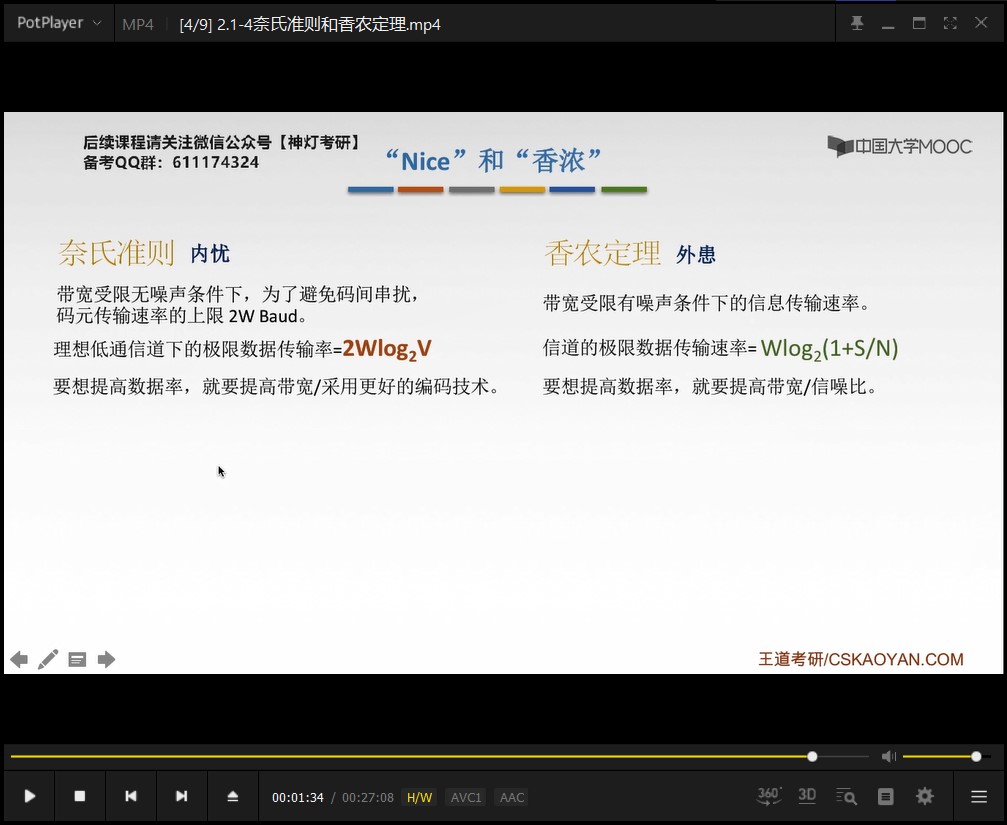 PotPlayer
MP4
[4/9] 2.1-4奈氏准则和香农定理.mp4
后续课程请关注微信公众号【神灯考研】
备考QQ群：611174324
“Nice”和“香浓”
中国大学MOOC
奈氏准则 内忧
带宽受限无噪声条件下，为了避免码间串扰，
码元传输速率的上限 2W Baud。
理想低通信道下的极限数据传输率=2Wlog₂V
要想提高数据率，就要提高带宽/采用更好的编码技术。
香农定理 外患
带宽受限有噪声条件下的信息传输速率。
信道的极限数据传输速率= Wlog₂(1+S/N)
要想提高数据率，就要提高带宽/信噪比。
王道考研/CSKAOYAN.COM
00:01:34 / 00:27:08 H/W AVC1 AAC
360°
3D